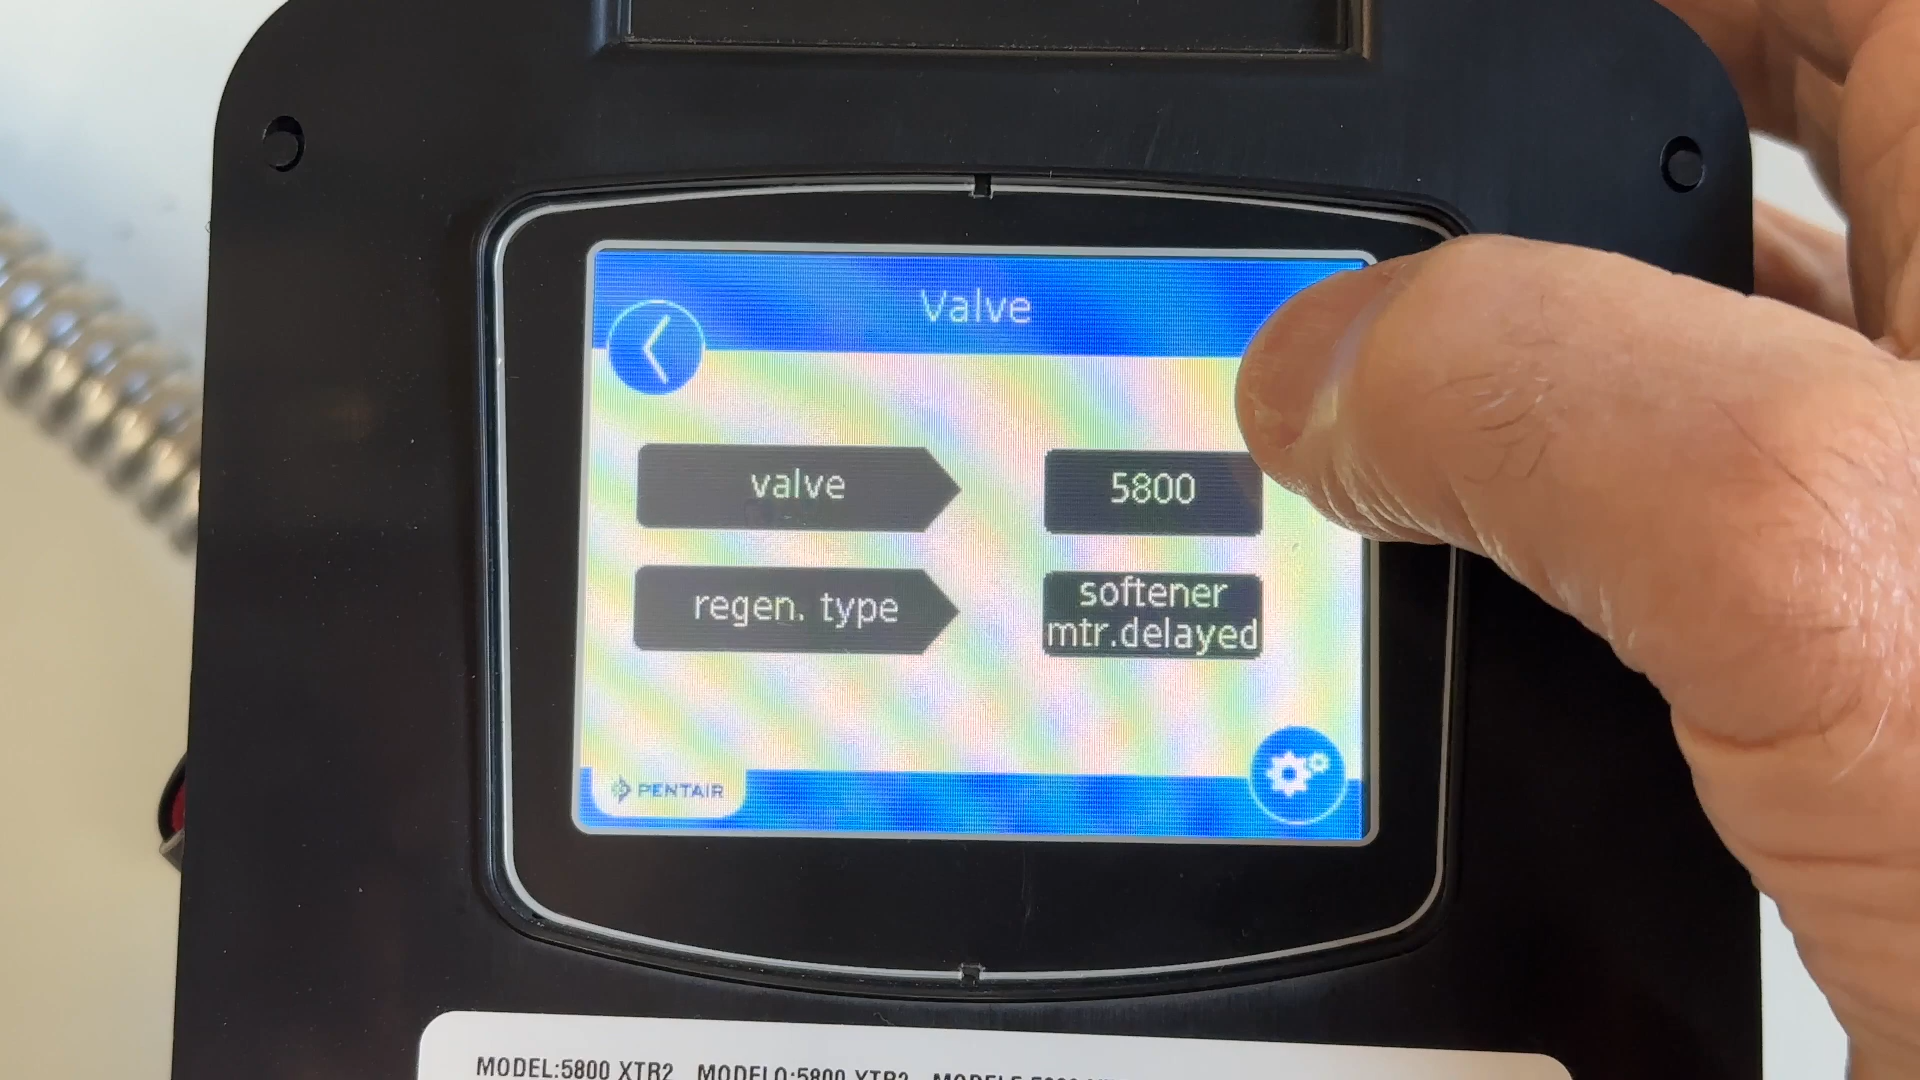 Valve
valve
5800
regen. type
softener
mtr.delayed
PENTAIR
MODEL:5800 XTR2 MODELO:5800 XTR2